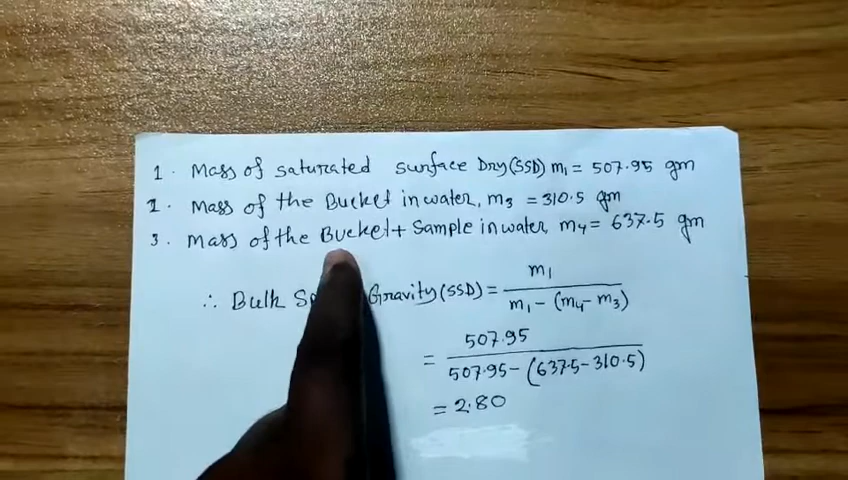 1. Mass of saturated surface Dry(SSD) m1 = 507.95 gm
2. Mass of the Bucket in water, m3 = 310.5 gm
3. Mass of the Bucket + Sample in water m4 = 637.5 gm
∴ Bulk Gravity (SSD) = m1 / m1 - (m4 - m3)
= 507.95 / 507.95 - (637.5 - 310.5)
= 2.80